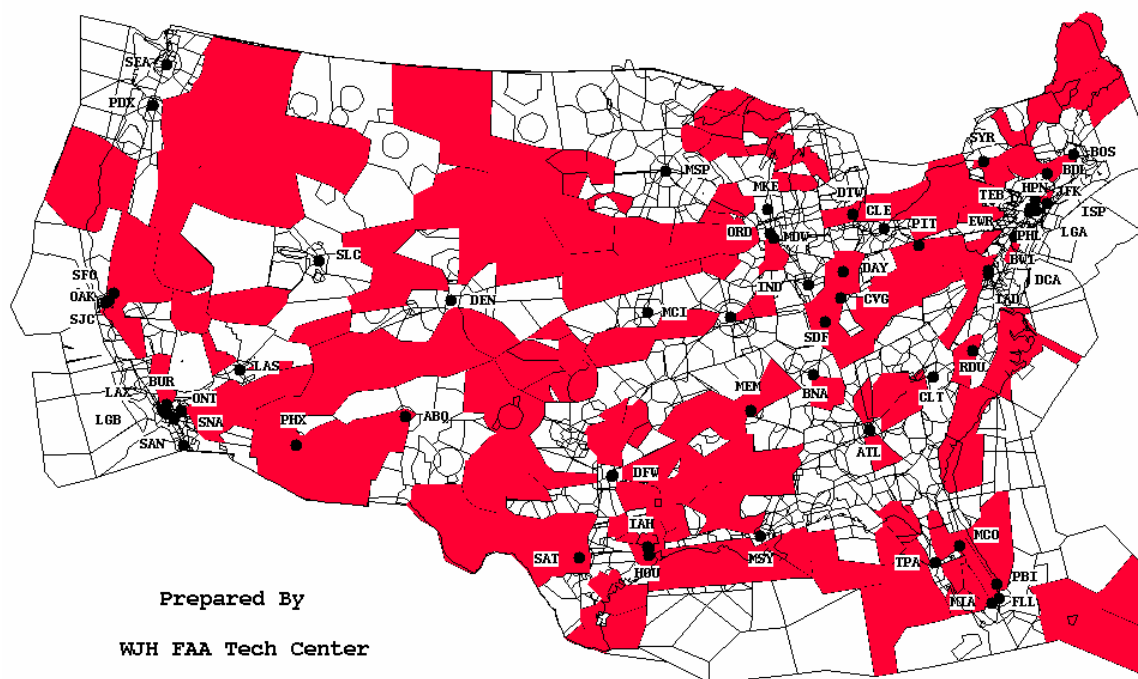 SEA
PDX
SYR
BOS
BDL
MSP
MKE
DTW
HPN
JFK
TEB
ISP
CLE
PIT
EWR
LGA
ORD
MDW
PHL
SLC
BWI
SFO
DAY
DCA
OAK
DEN
IND
CVG
IAD
SJC
MCI
SDF
LAS
RDU
BUR
MEM
BNA
CLT
LAX
ONT
LGB
PHX
ABQ
SNA
SAN
ATL
DFW
IAH
MCO
SAT
HOU
MSY
TPA
PBI
MIA
FLL
Prepared By
WJH FAA Tech Center